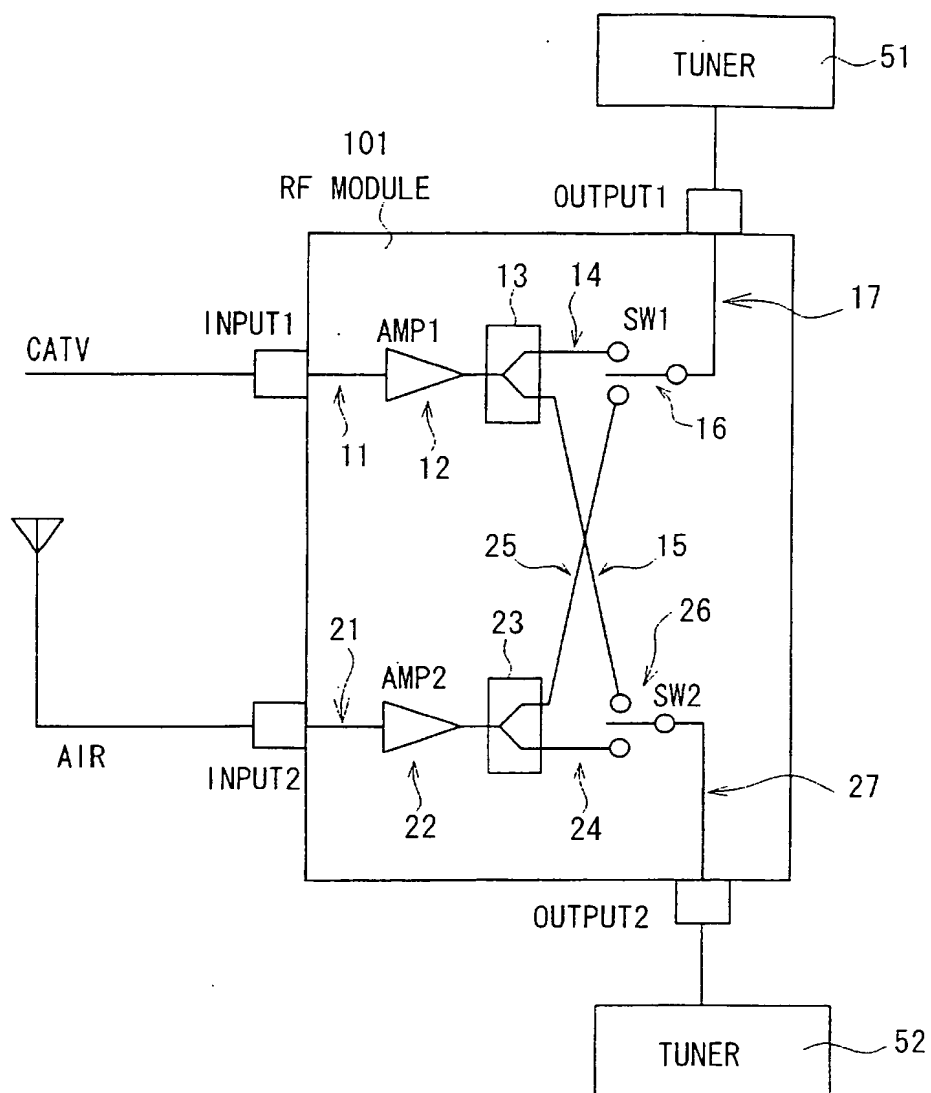 TUNER
51
101
RF MODULE
OUTPUT1
13
14
17
INPUT1
AMP1
SW1
CATV
11
12
16
25
15
21
23
26
AMP2
SW2
AIR
INPUT2
22
24
27
OUTPUT2
TUNER
52